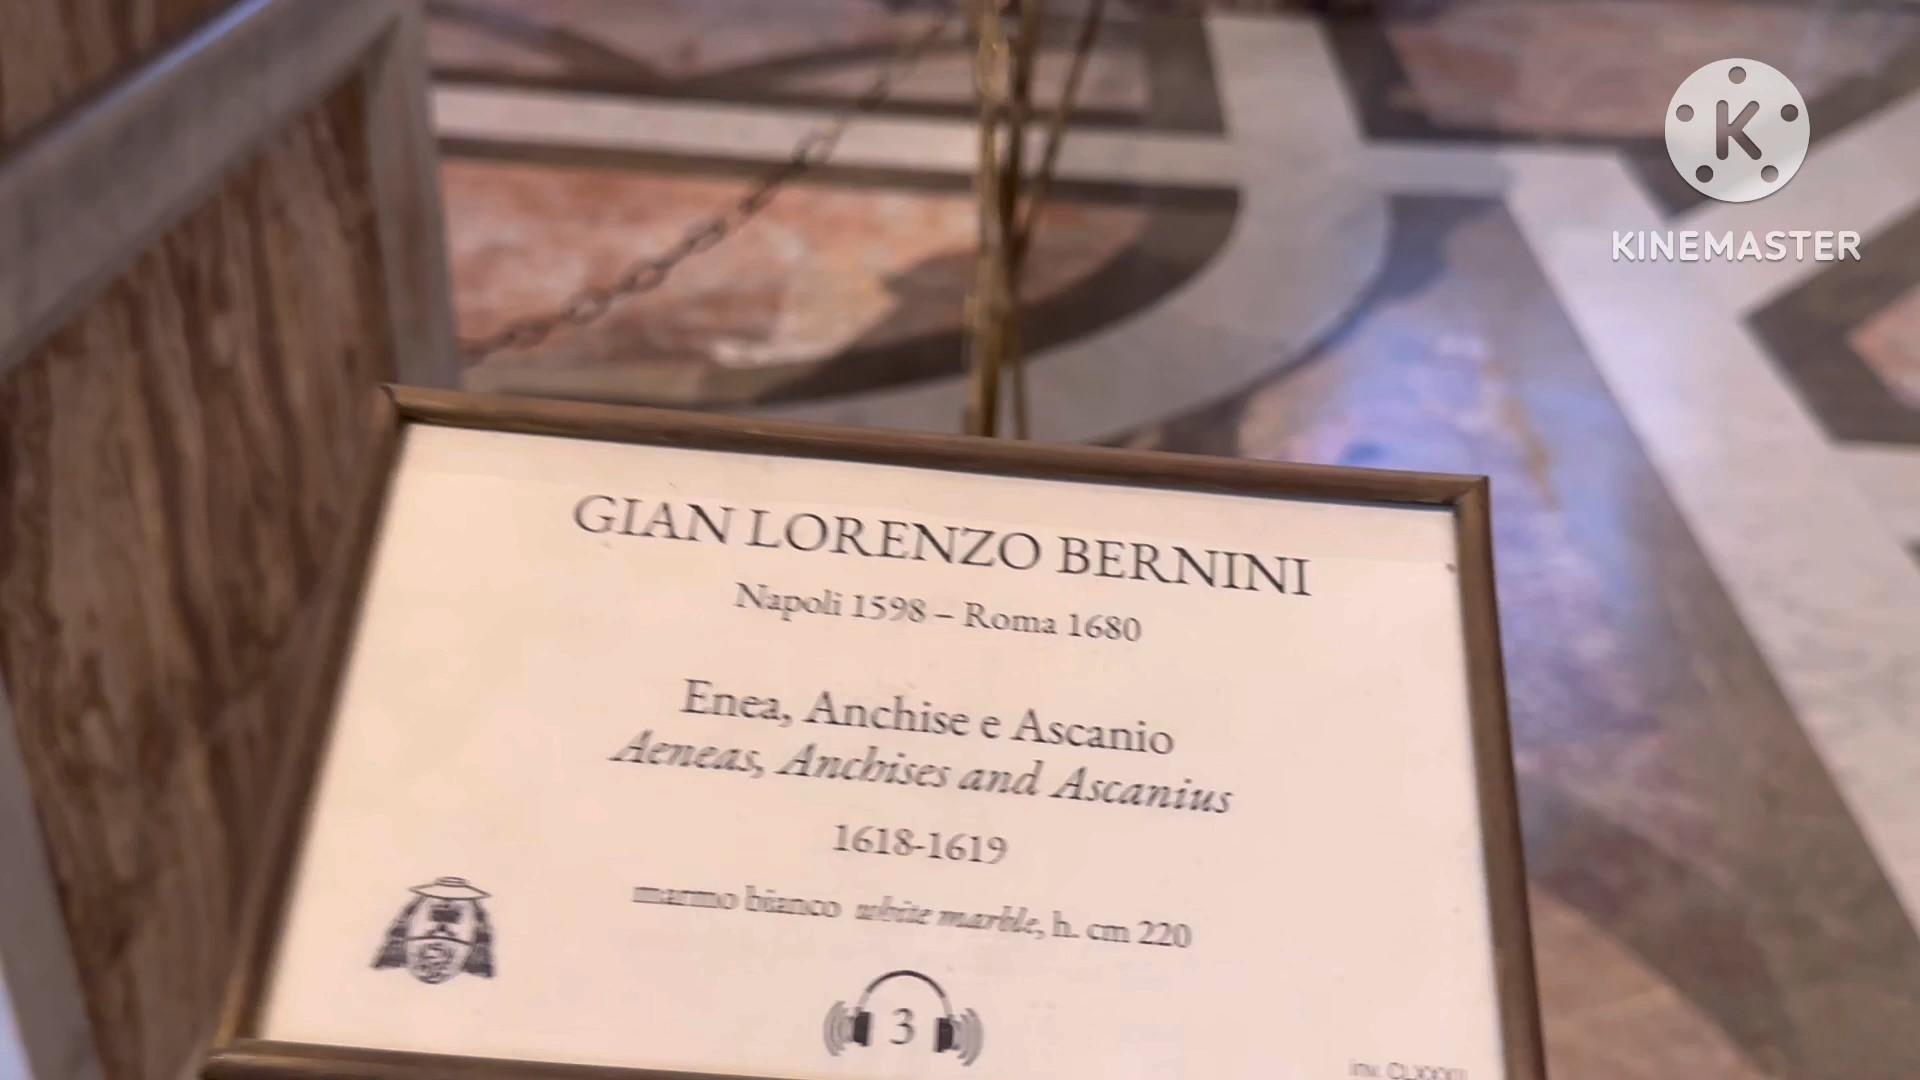 K
KINEMASTER
GIAN LORENZO BERNINI
Napoli 1598 – Roma 1680
Enea, Anchise e Ascanio
Aeneas, Anchises and Ascanius
1618-1619
marmo bianco white marble, h. cm 220
3
inv.